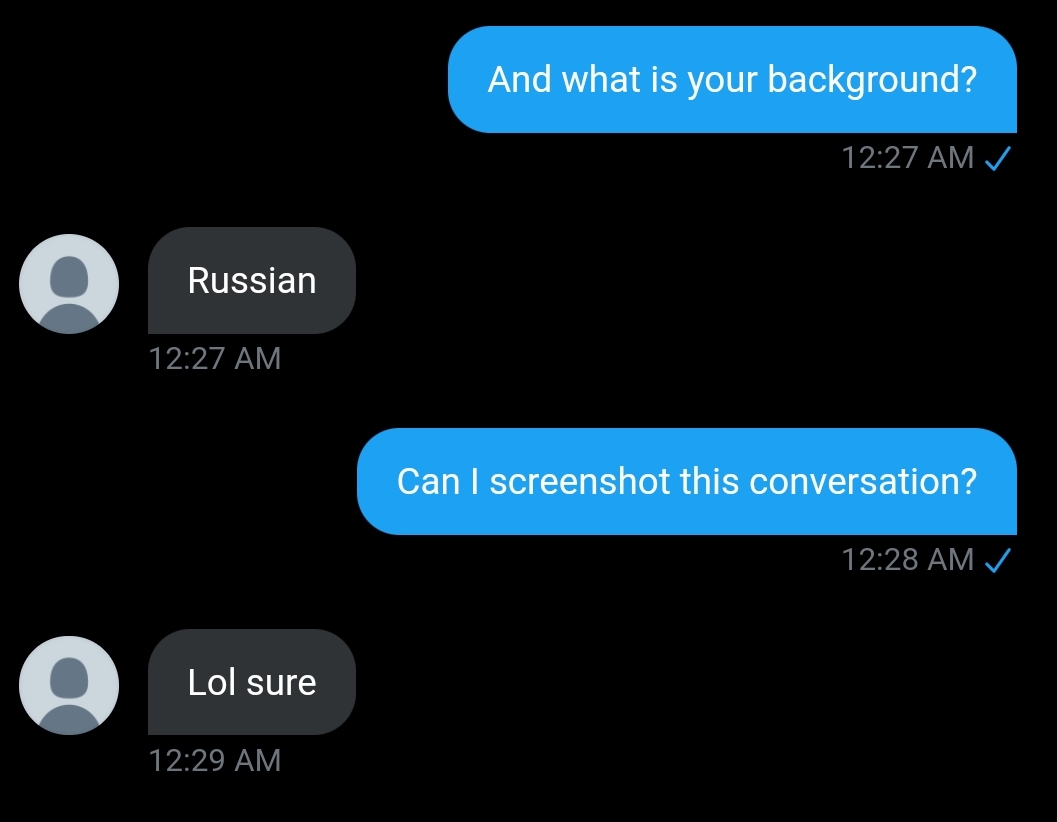 And what is your background?
12:27 AM
Russian
12:27 AM
Can I screenshot this conversation?
12:28 AM
Lol sure
12:29 AM